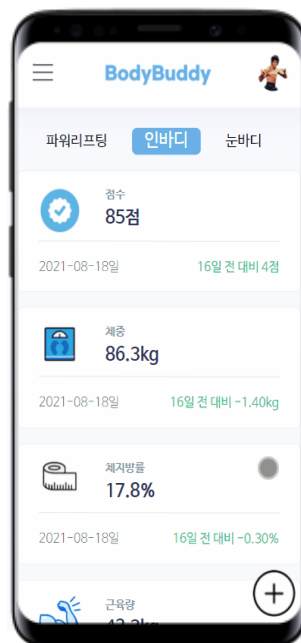 BodyBuddy
파워리프팅 인바디 눈바디
점수
85점
2021-08-18일 16일 전 대비 4점
체중
86.3kg
2021-08-18일 16일 전 대비 -1.40kg
체지방률
17.8%
2021-08-18일 16일 전 대비 -0.30%
근육량